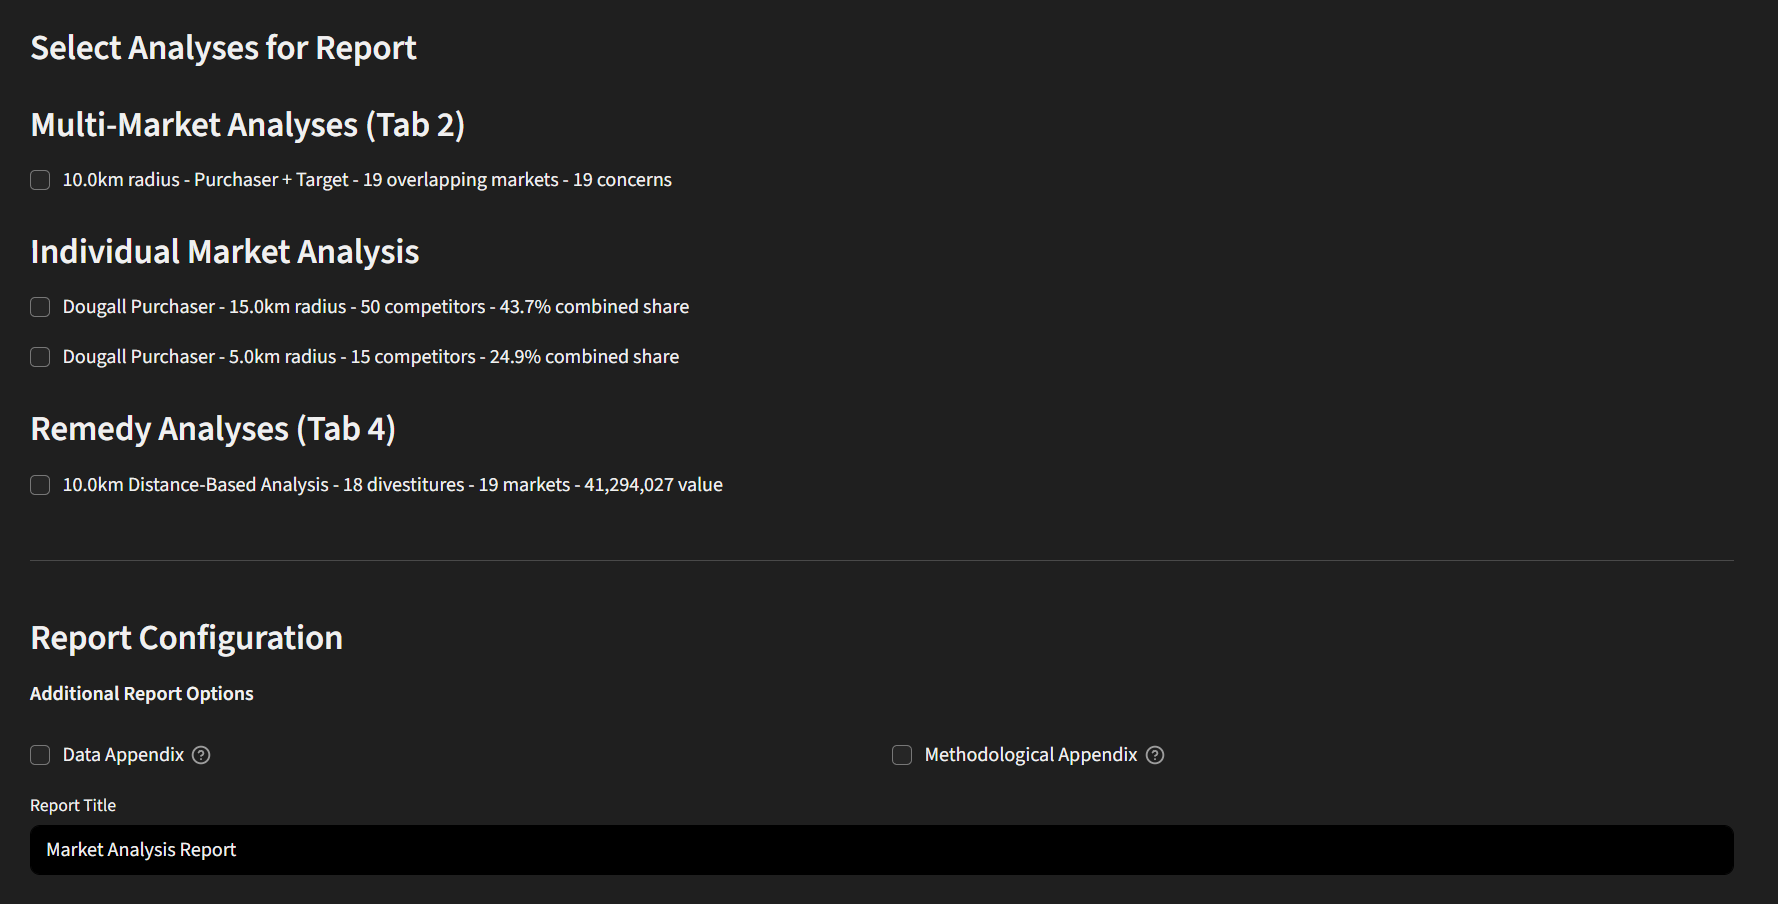 Select Analyses for Report
Multi-Market Analyses (Tab 2)
10.0km radius - Purchaser + Target - 19 overlapping markets - 19 concerns
Individual Market Analysis
Dougall Purchaser - 15.0km radius - 50 competitors - 43.7% combined share
Dougall Purchaser - 5.0km radius - 15 competitors - 24.9% combined share
Remedy Analyses (Tab 4)
10.0km Distance-Based Analysis - 18 divestitures - 19 markets - 41,294,027 value
Report Configuration
Additional Report Options
Data Appendix ?
Methodological Appendix ?
Report Title
Market Analysis Report